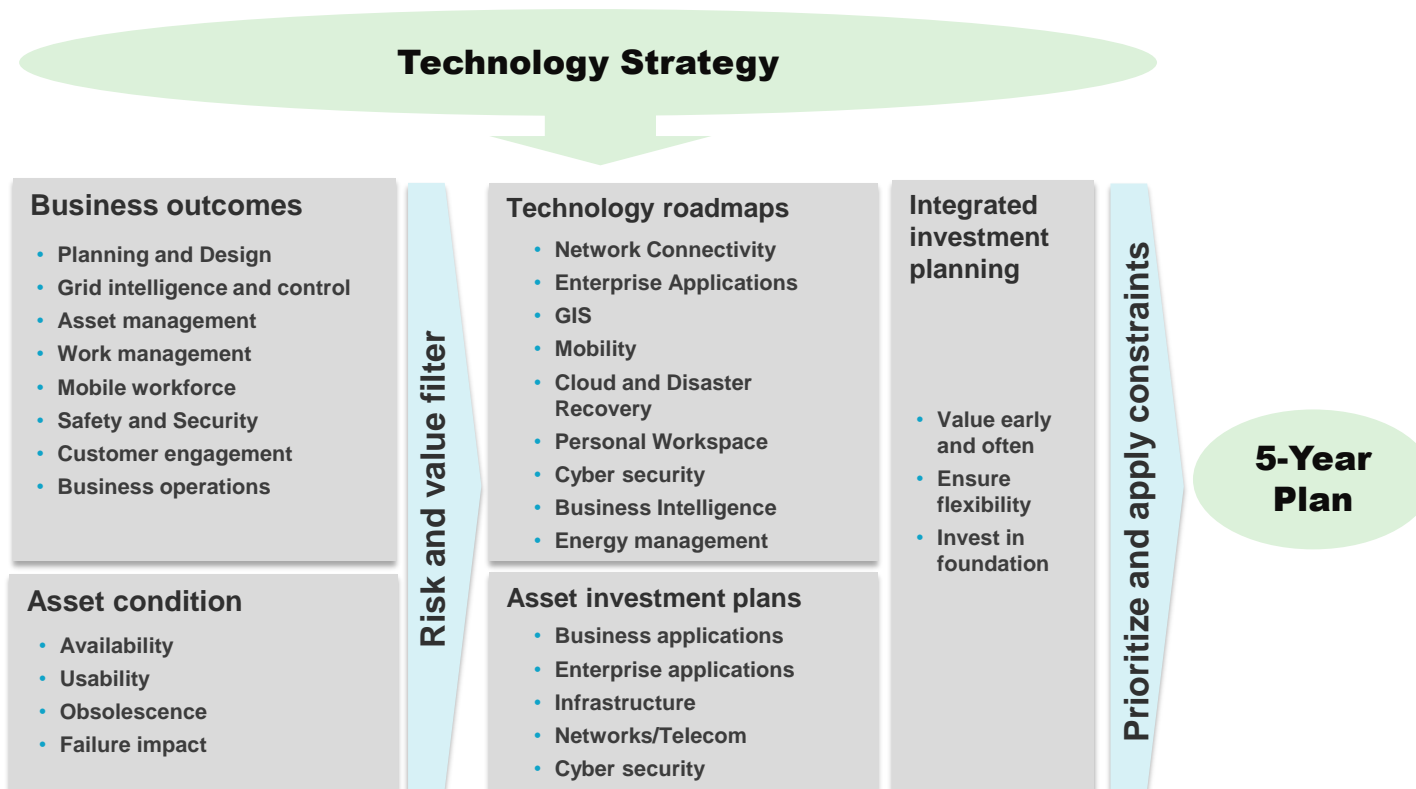 Technology Strategy
Business outcomes
• Planning and Design
• Grid intelligence and control
• Asset management
• Work management
• Mobile workforce
• Safety and Security
• Customer engagement
• Business operations
Asset condition
• Availability
• Usability
• Obsolescence
• Failure impact
Risk and value filter
Technology roadmaps
• Network Connectivity
• Enterprise Applications
• GIS
• Mobility
• Cloud and Disaster
Recovery
• Personal Workspace
• Cyber security
• Business Intelligence
• Energy management
Asset investment plans
• Business applications
• Enterprise applications
• Infrastructure
• Networks/Telecom
• Cyber security
Integrated
investment
planning
• Value early
and often
• Ensure
flexibility
• Invest in
foundation
Prioritize and apply constraints
5-Year
Plan